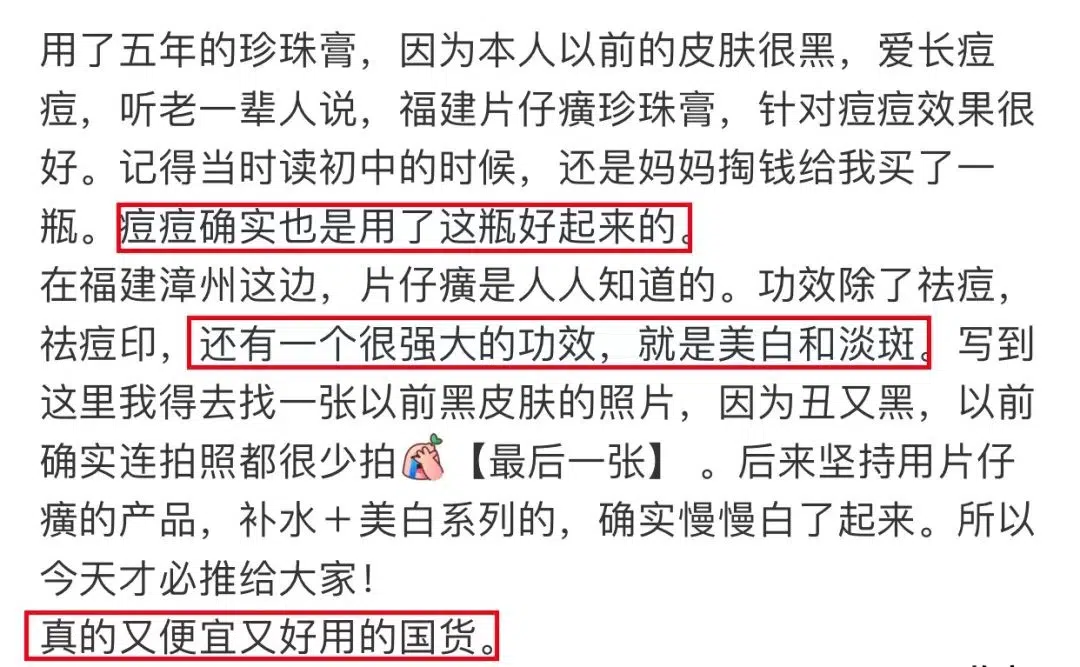 用了五年的珍珠膏，因为本人以前的皮肤很黑，爱长痘
痘，听老一辈人说，福建片仔癀珍珠膏，针对痘痘效果很
好。记得当时读初中的时候，还是妈妈掏钱给我买了一
瓶。痘痘确实也是用了这瓶好起来的。
在福建漳州这边，片仔癀是人人知道的。功效除了祛痘，
祛痘印，还有一个很强大的功效，就是美白和淡斑。写到
这里我得去找一张以前黑皮肤的照片，因为丑又黑，以前
确实连拍照都很少拍【最后一张】 。后来坚持用片仔
癀的产品，补水＋美白系列的，确实慢慢白了起来。所以
今天才必推给大家！
真的又便宜又好用的国货。